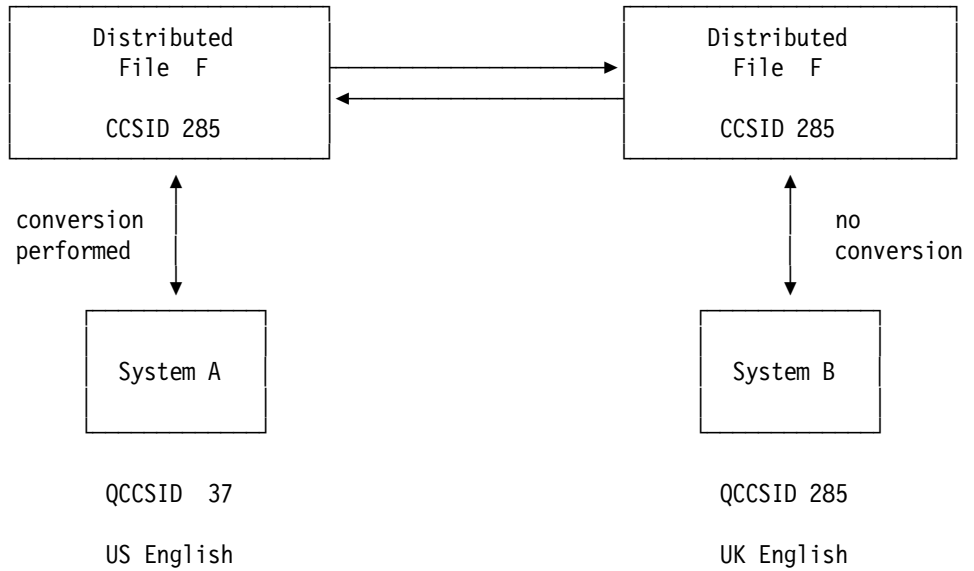 Distributed
File F
CCSID 285
Distributed
File F
CCSID 285
conversion
performed
no
conversion
System A
System B
QCCSID 37
QCCSID 285
US English
UK English